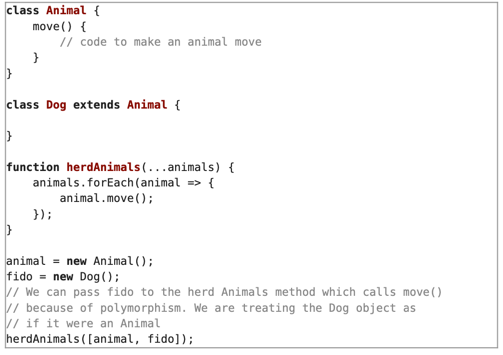 class Animal {
    move() {
        // code to make an animal move
    }
}

class Dog extends Animal {

}

function herdAnimals(...animals) {
    animals.forEach(animal => {
        animal.move();
    });
}

animal = new Animal();
fido = new Dog();
// We can pass fido to the herd Animals method which calls move()
// because of polymorphism. We are treating the Dog object as
// if it were an Animal
herdAnimals([animal, fido]);